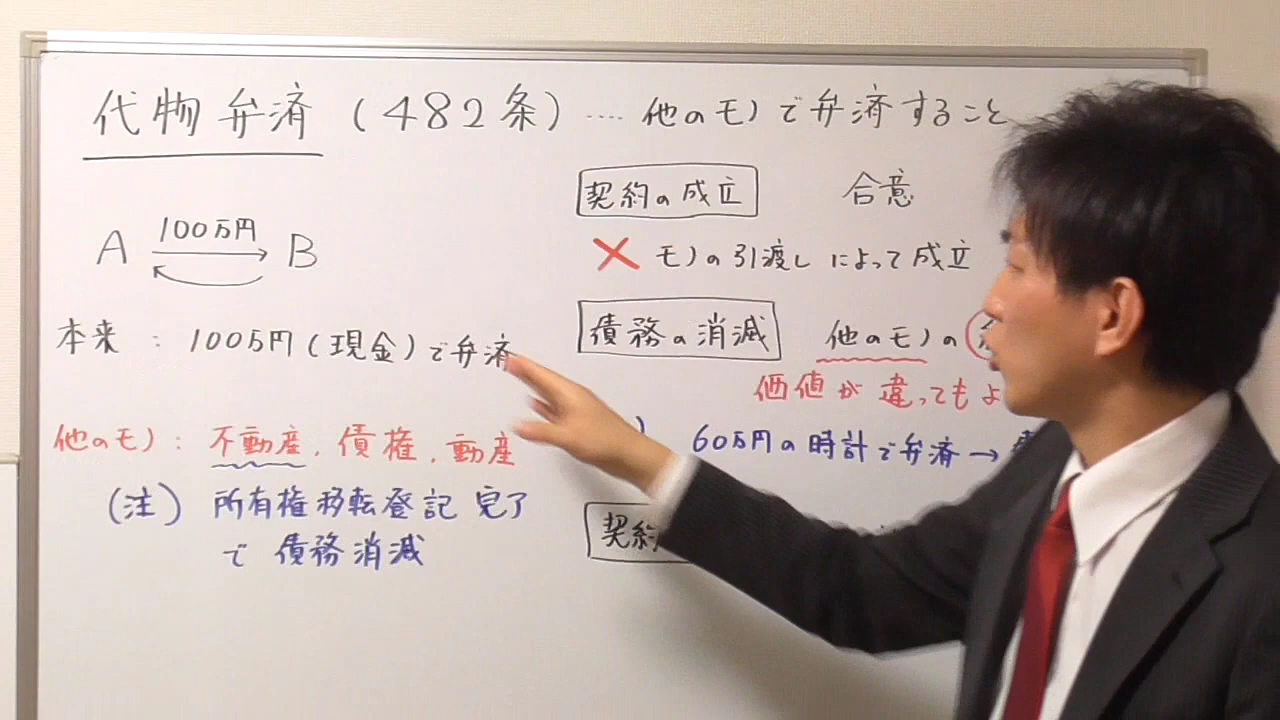 代物弁済（482条）‥‥他のモノで弁済すること
100万円
A B
本来：100万円（現金）で弁済
他のモノ：不動産，債権，動産
（注）所有権移転登記 完了
で 債務消滅
契約の成立 合意
× モノの引渡しによって成立
債務の消滅 他のモノの
価値が違ってもよ
60万円の時計で弁済→
契約